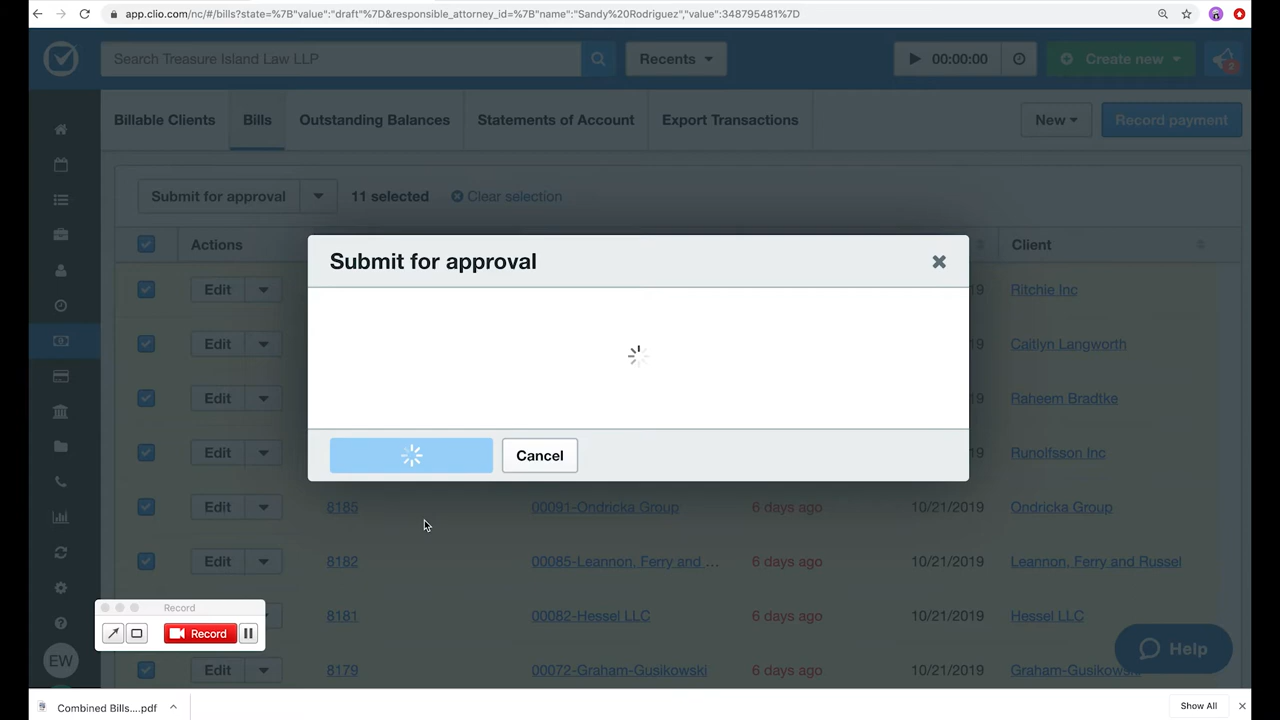 app.clio.com/nc/#/bills?state=%7B"value":"draft"%7D&responsible_attorney_id=%7B"name":"Sandy%20Rodriguez","value":348795481%7D
Search Treasure Island Law LLP
Recents
00:00:00
Create new
2
Billable Clients
Bills
Outstanding Balances
Statements of Account
Export Transactions
New
Record payment
Submit for approval
11 selected
Clear selection
Actions
Client
Submit for approval
Cancel
Edit
19
Ritchie Inc
Edit
Caitlyn Langworth
Edit
Raheem Bradtke
Edit
Runolfsson Inc
Edit
8185
00091-Ondricka Group
6 days ago
10/21/2019
Ondricka Group
Edit
8182
00085-Leannon, Ferry and ...
6 days ago
10/21/2019
Leannon, Ferry and Russel
8181
00082-Hessel LLC
6 days ago
10/21/2019
Hessel LLC
Edit
8179
00072-Graham-Gusikowski
6 days ago
10/21/2019
Graham-Gusikowski
Record
Record
EW
Help
Combined Bills....pdf
Show All